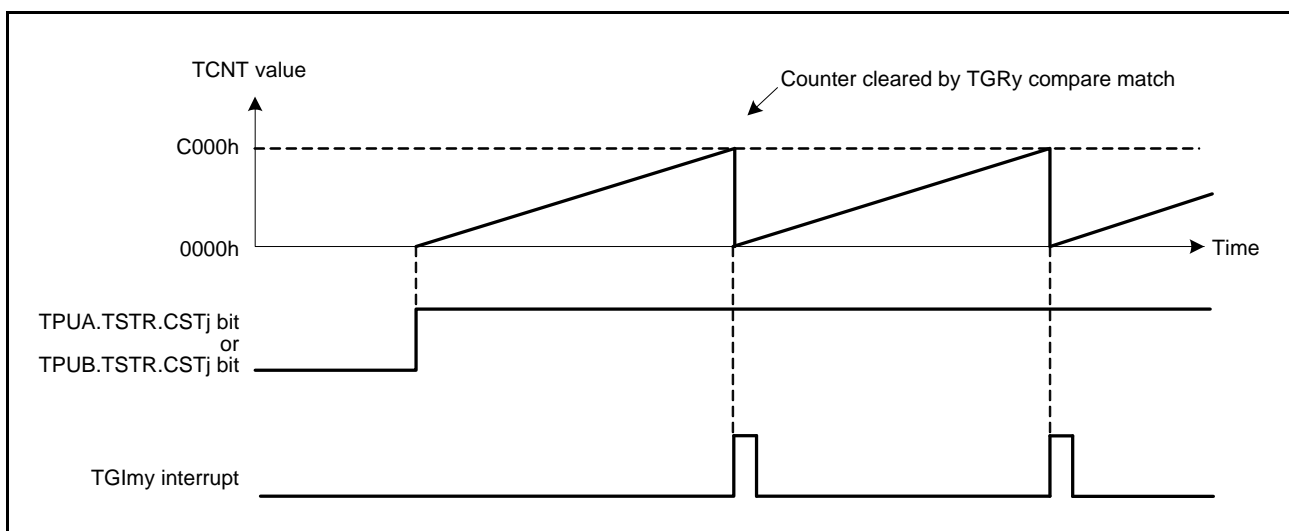 TCNT value
Counter cleared by TGRy compare match
C000h
0000h
Time
TPUA.TSTR.CSTj bit
or
TPUB.TSTR.CSTj bit
TGImy interrupt